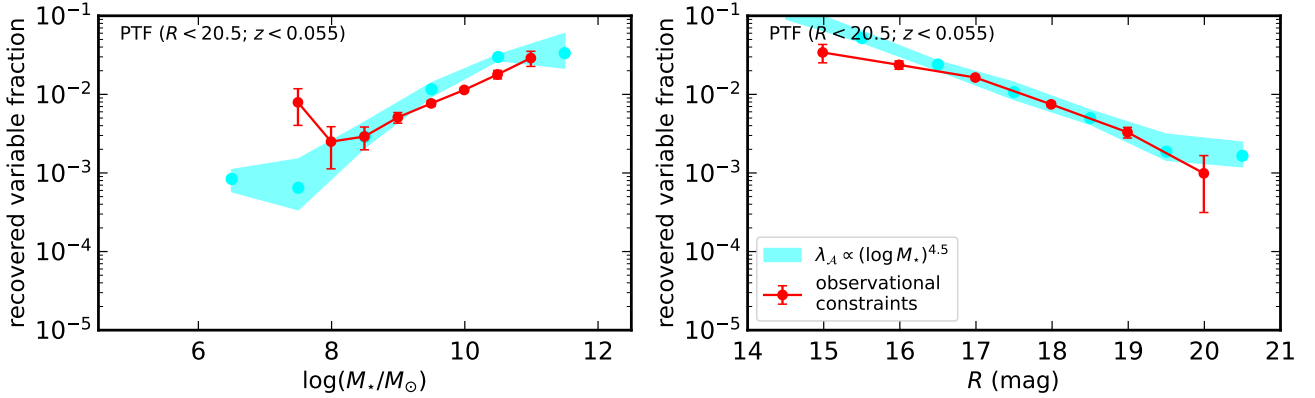 recovered variable fraction
10⁻¹
10⁻²
10⁻³
10⁻⁴
10⁻⁵
PTF (R < 20.5; z < 0.055)
6 8 10 12
log(M⋆/M⊙)
recovered variable fraction
10⁻¹
10⁻²
10⁻³
10⁻⁴
10⁻⁵
PTF (R < 20.5; z < 0.055)
λ_𝒜 ∝ (log M⋆)⁴·⁵
observational
constraints
14 15 16 17 18 19 20 21
R (mag)